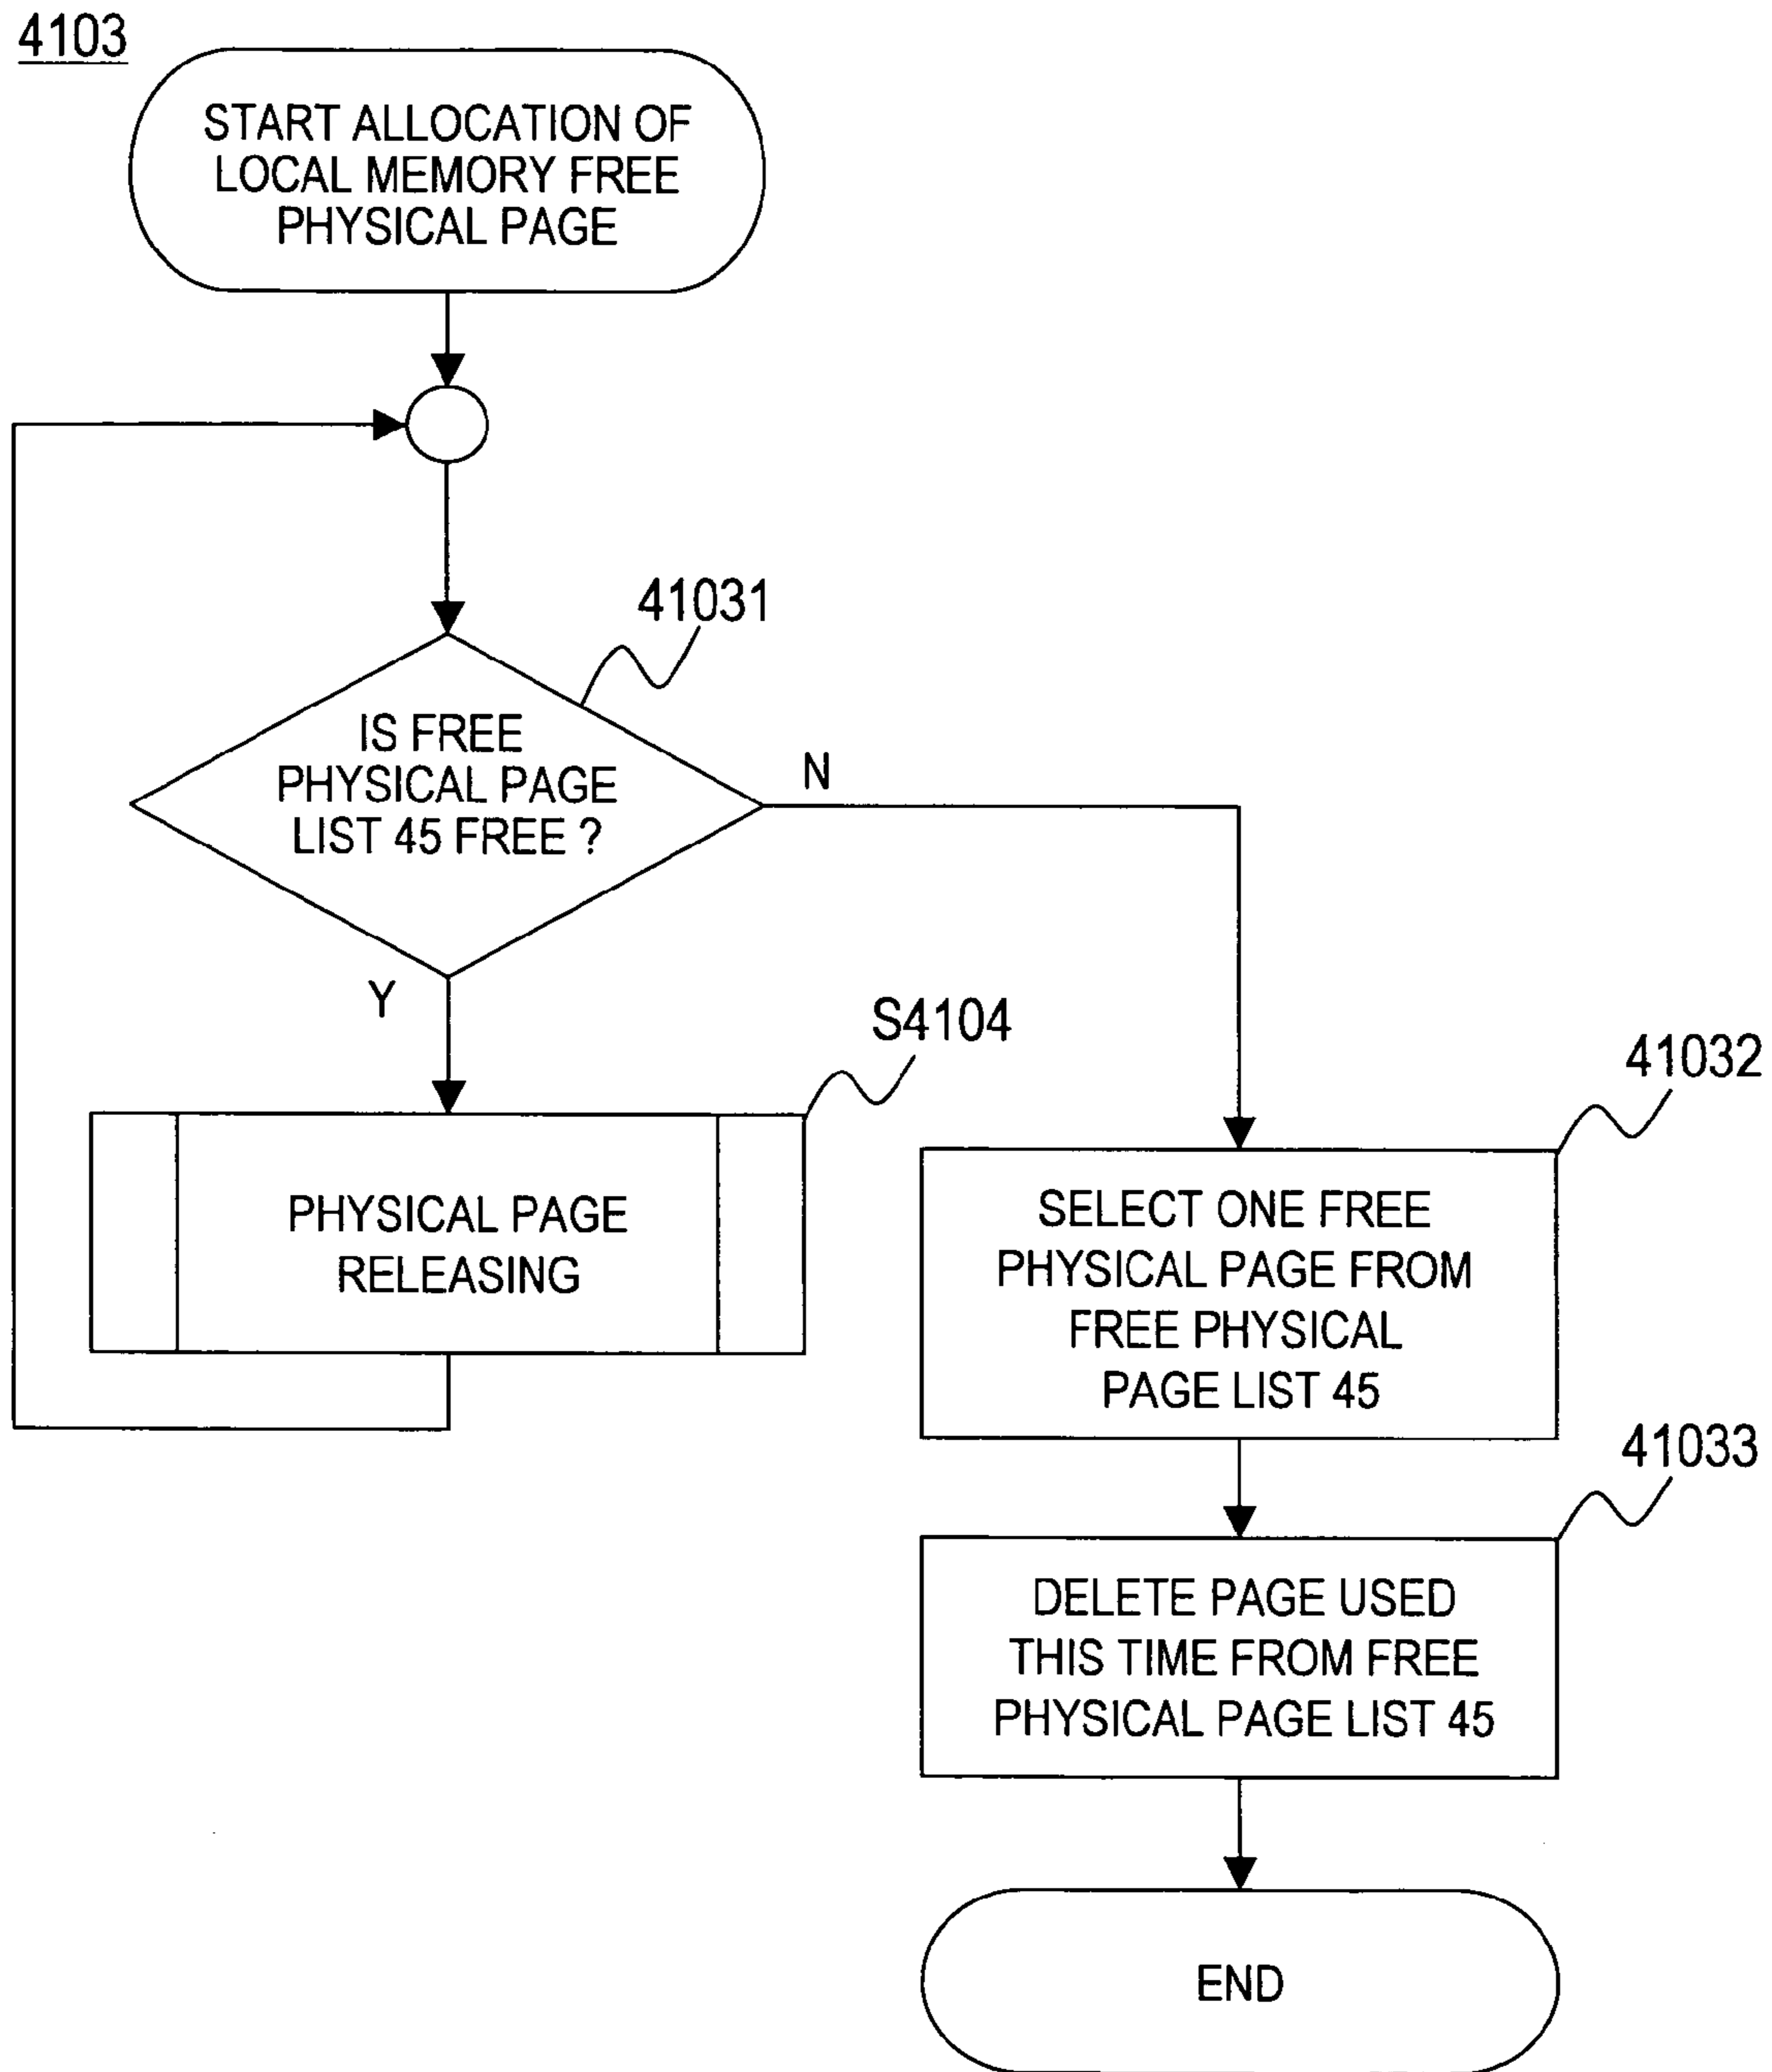 4103
START ALLOCATION OF
LOCAL MEMORY FREE
PHYSICAL PAGE
41031
IS FREE
PHYSICAL PAGE
LIST 45 FREE ?
N
Y
S4104
PHYSICAL PAGE
RELEASING
41032
SELECT ONE FREE
PHYSICAL PAGE FROM
FREE PHYSICAL
PAGE LIST 45
41033
DELETE PAGE USED
THIS TIME FROM FREE
PHYSICAL PAGE LIST 45
END